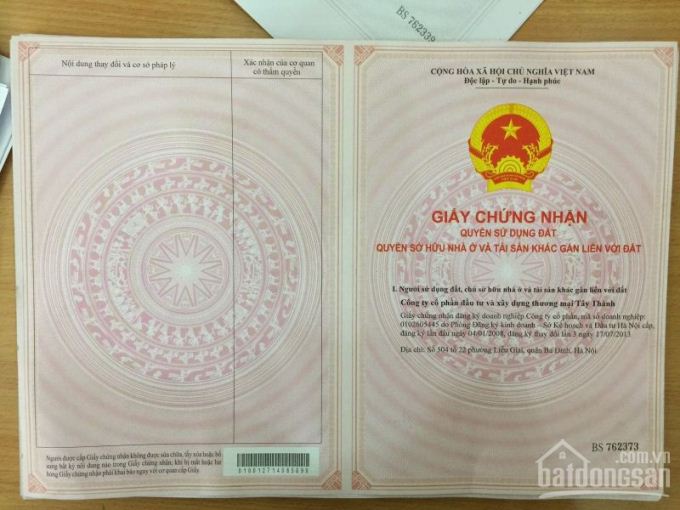 BS 762339
Nội dung thay đổi và cơ sở pháp lý
Xác nhận của cơ quan
có thẩm quyền
Người được cấp Giấy chứng nhận không được sửa chữa, tẩy xóa hoặc bổ
sung bất kỳ nội dung nào trong Giấy chứng nhận, khi bị mất hoặc hư
hỏng Giấy chứng nhận phải khai báo ngay với cơ quan cấp Giấy.
CỘNG HÒA XÃ HỘI CHỦ NGHĨA VIỆT NAM
Độc lập - Tự do - Hạnh phúc
GIẤY CHỨNG NHẬN
QUYỀN SỬ DỤNG ĐẤT
QUYỀN SỞ HỮU NHÀ Ở VÀ TÀI SẢN KHÁC GẮN LIỀN VỚI ĐẤT
I. Người sử dụng đất, chủ sở hữu nhà ở và tài sản khác gắn liền với đất
Công ty cổ phần đầu tư và xây dựng thương mại Tây Thành
Giấy chứng nhận đăng ký doanh nghiệp Công ty cổ phần, mã số doanh nghiệp:
0102605445 do Phòng Đăng ký kinh doanh – Sở Kế hoạch và Đầu tư Hà Nội cấp,
đăng ký lần đầu ngày 04/01/2008, đăng ký thay đổi lần 3 ngày 17/07/2013
Địa chỉ: Số 504 tổ 22 phường Liễu Giai, quận Ba Đình, Hà Nội.
BS 762373
batdongsan
.com.vn